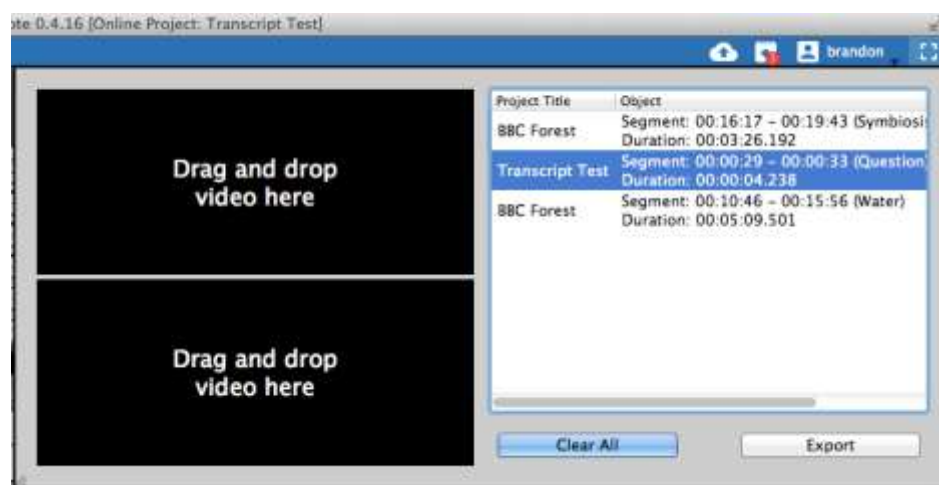 ote 0.4.16 [Online Project: Transcript Test]
brandon
Drag and drop
video here
Drag and drop
video here
Project Title Object
BBC Forest
Segment: 00:16:17 - 00:19:43 (Symbiosis
Duration: 00:03:26.192
Transcript Test
Segment: 00:00:29 - 00:00:33 (Question
Duration: 00:00:04.238
BBC Forest
Segment: 00:10:46 - 00:15:56 (Water)
Duration: 00:05:09.501
Clear All
Export